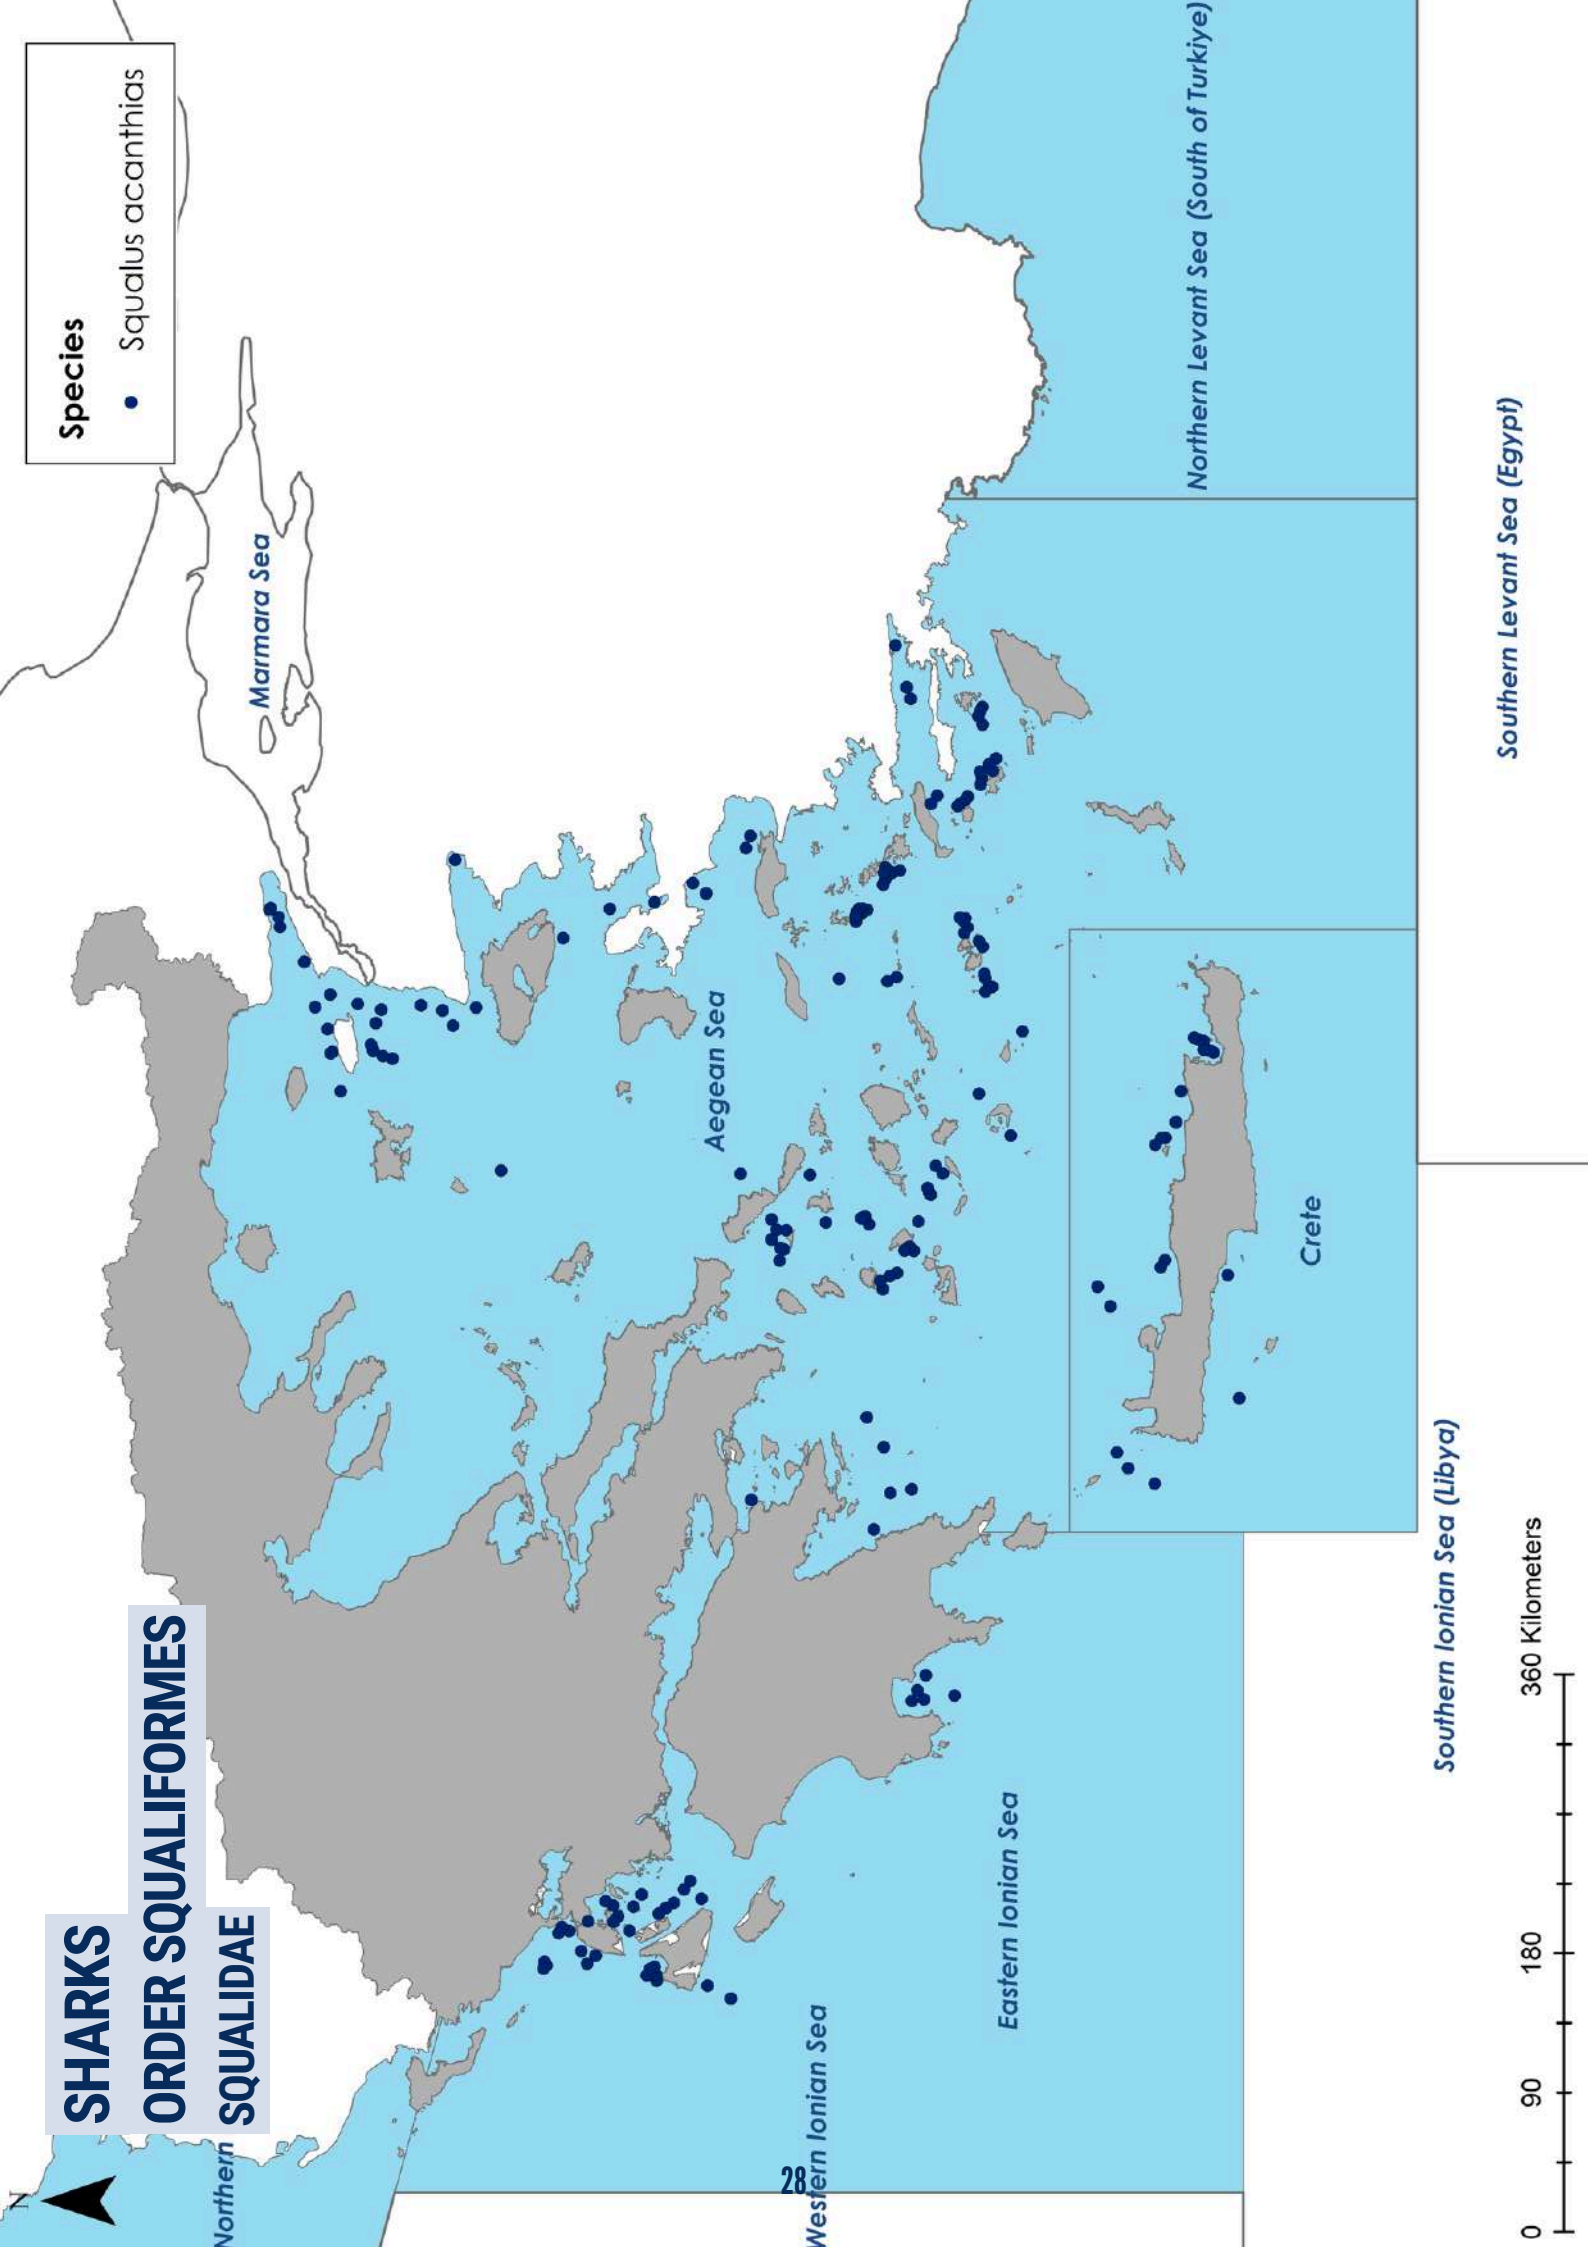 SHARKS
ORDER SQUALIFORMES
SQUALIDAE
N
Species
Squalus acanthias
Northern
Marmara Sea
Aegean Sea
Western Ionian Sea
Eastern Ionian Sea
Crete
Northern Levant Sea (South of Turkiye)
Southern Ionian Sea (Libya)
Southern Levant Sea (Egypt)
0 90 180 360 Kilometers
28